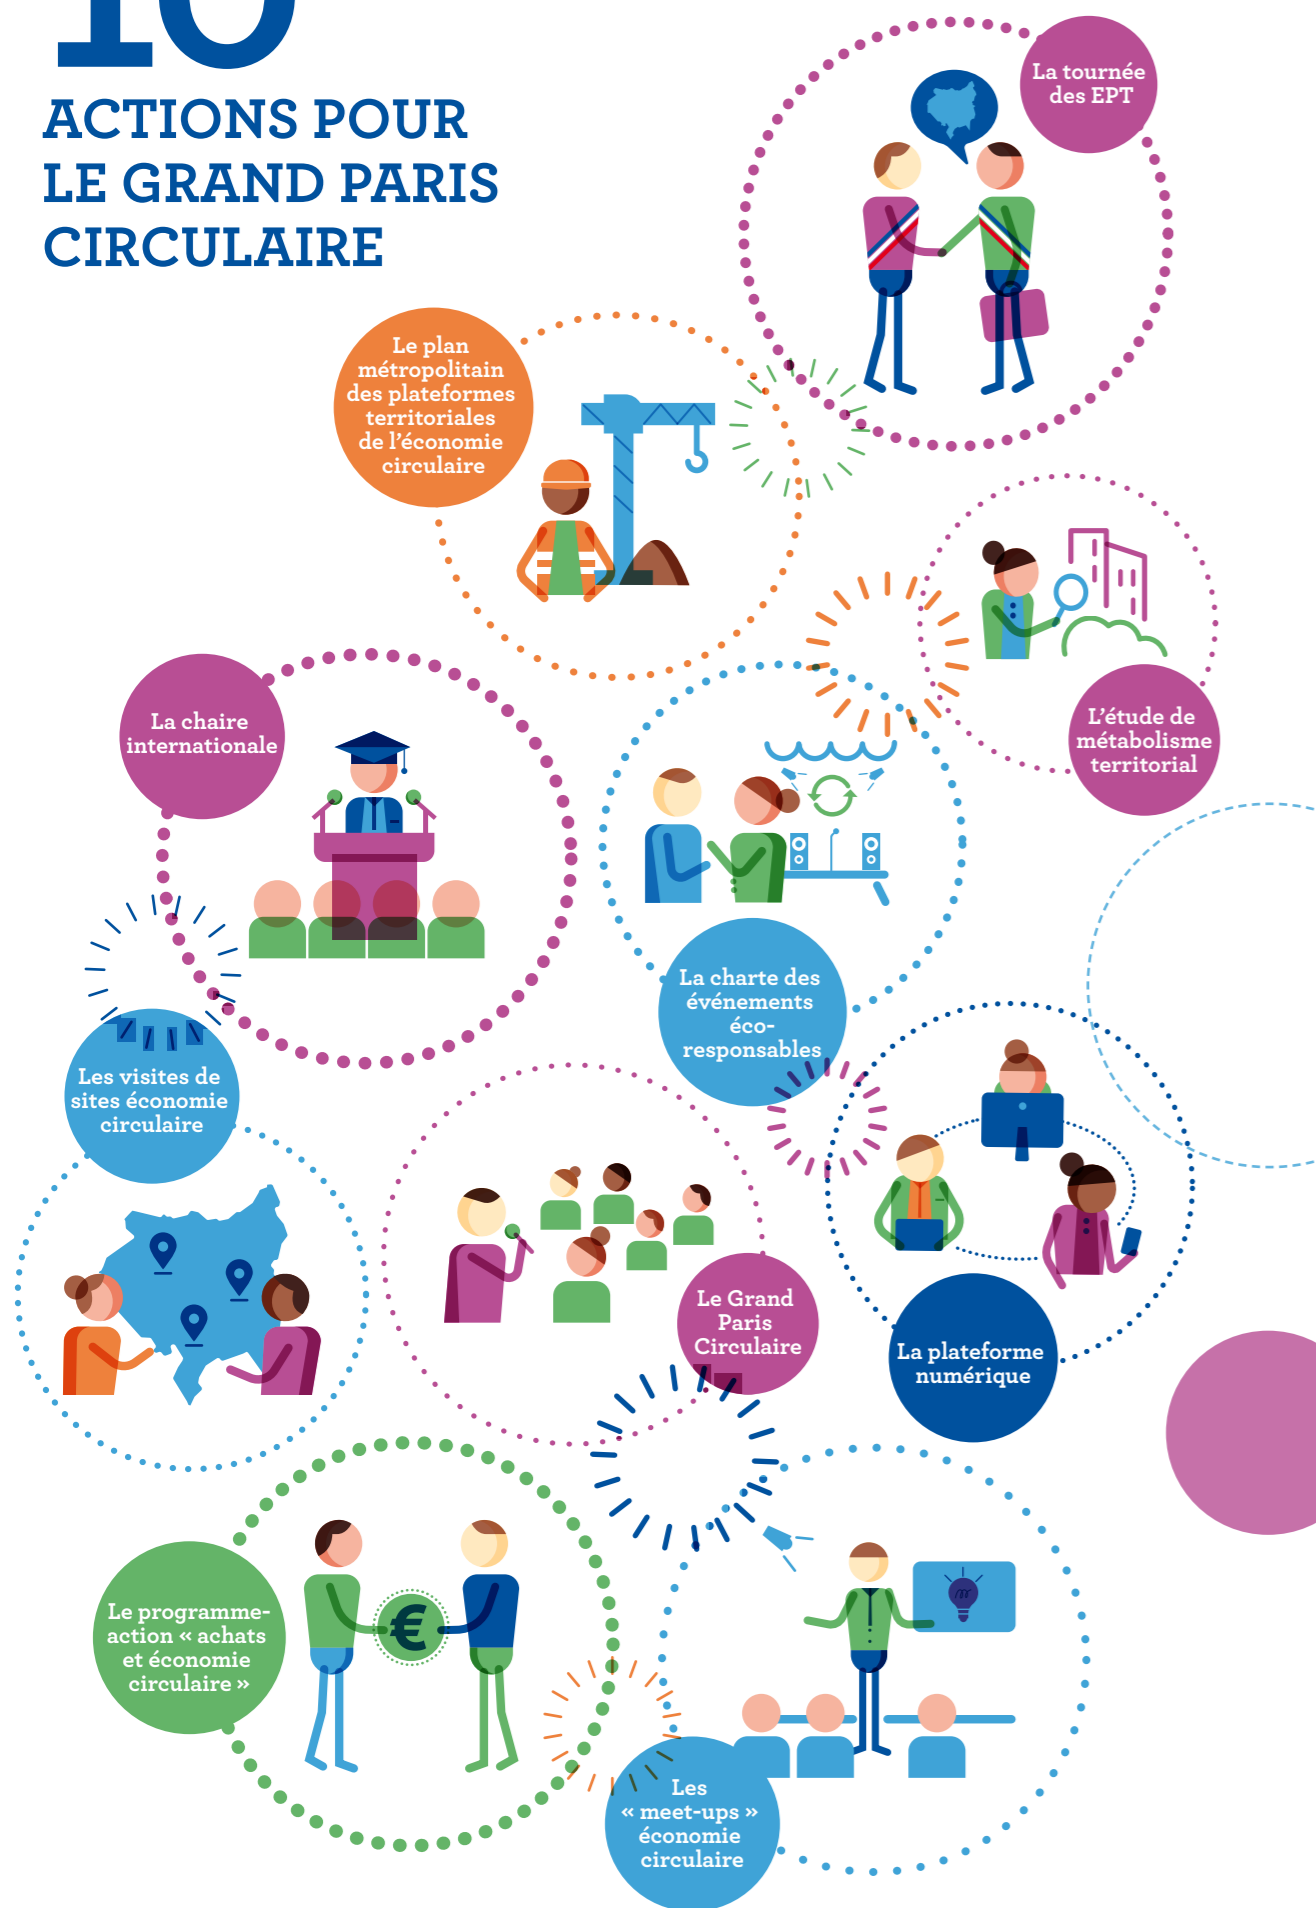 10
ACTIONS POUR
LE GRAND PARIS
CIRCULAIRE
La tournée
des EPT
Le plan
métropolitain
des plateformes
territoriales
de l’économie
circulaire
L’étude de
métabolisme
territorial
La chaire
internationale
La charte des
événements
éco-
responsables
Les visites de
sites économie
circulaire
Le Grand
Paris
Circulaire
La plateforme
numérique
Le programme-
action « achats
et économie
circulaire »
€
Les
« meet-ups »
économie
circulaire